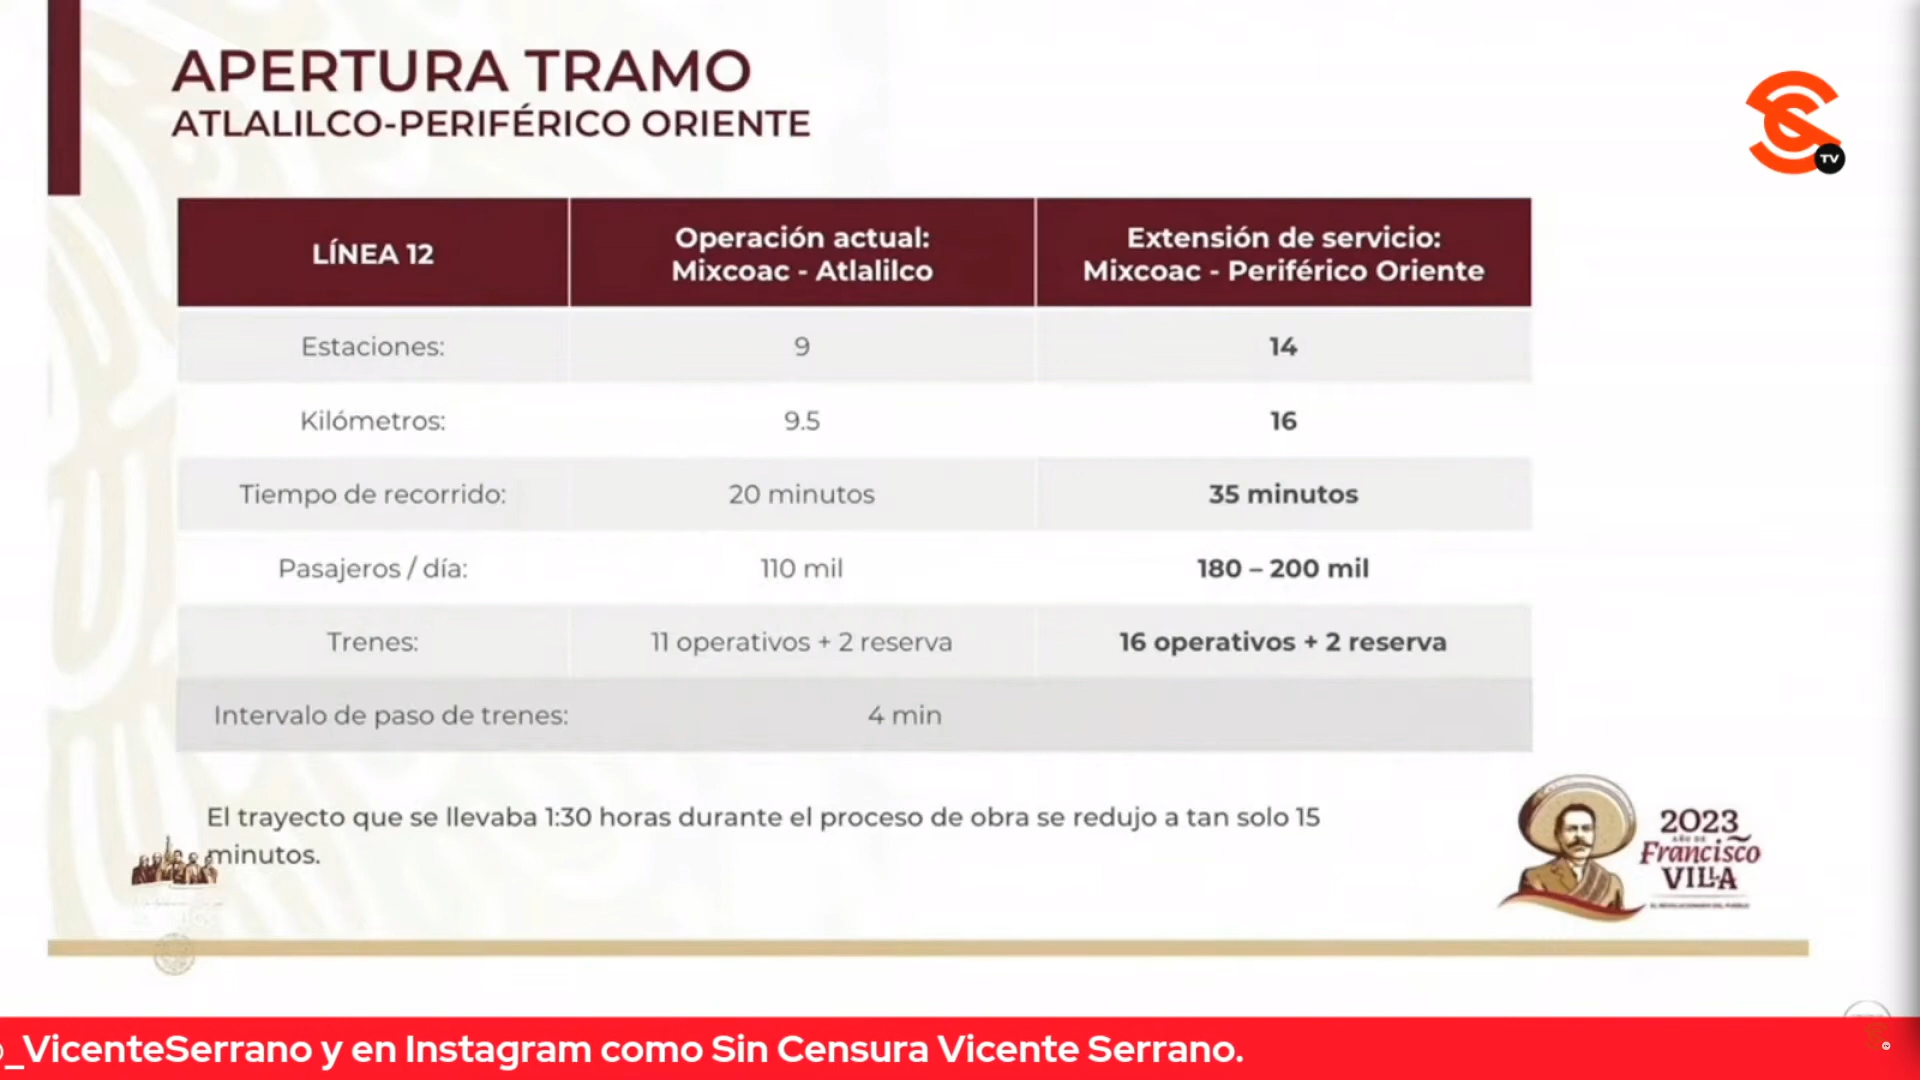 APERTURA TRAMO
ATLALILCO-PERIFÉRICO ORIENTE
TV
LÍNEA 12
Operación actual:
Mixcoac - Atlalilco
Extensión de servicio:
Mixcoac - Periférico Oriente
Estaciones:
9
14
Kilómetros:
9.5
16
Tiempo de recorrido:
20 minutos
35 minutos
Pasajeros / día:
110 mil
180 – 200 mil
Trenes:
11 operativos + 2 reserva
16 operativos + 2 reserva
Intervalo de paso de trenes:
4 min
El trayecto que se llevaba 1:30 horas durante el proceso de obra se redujo a tan solo 15
minutos.
2023
AÑO DE
Francisco
VILLA
_VicenteSerrano y en Instagram como Sin Censura Vicente Serrano.